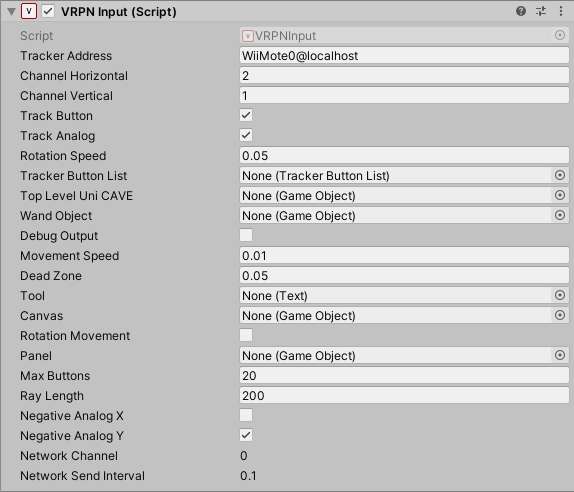 VRPN Input (Script)
Script VRPNInput
Tracker Address WiiMote0@localhost
Channel Horizontal 2
Channel Vertical 1
Track Button
Track Analog
Rotation Speed 0.05
Tracker Button List None (Tracker Button List)
Top Level Uni CAVE None (Game Object)
Wand Object None (Game Object)
Debug Output
Movement Speed 0.01
Dead Zone 0.05
Tool None (Text)
Canvas None (Game Object)
Rotation Movement
Panel None (Game Object)
Max Buttons 20
Ray Length 200
Negative Analog X
Negative Analog Y
Network Channel 0
Network Send Interval 0.1